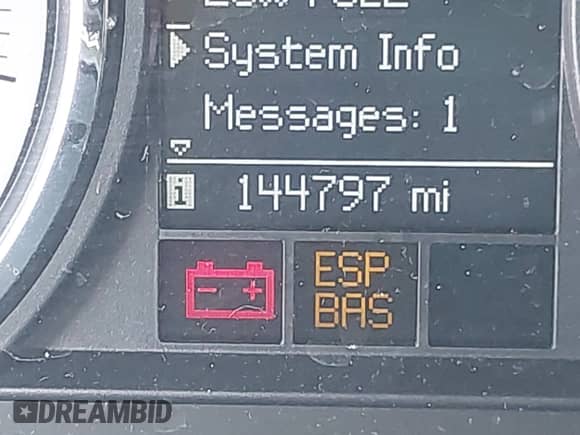 System Info
Messages: 1
i 144797 mi
ESP
BAS
DREAMBID